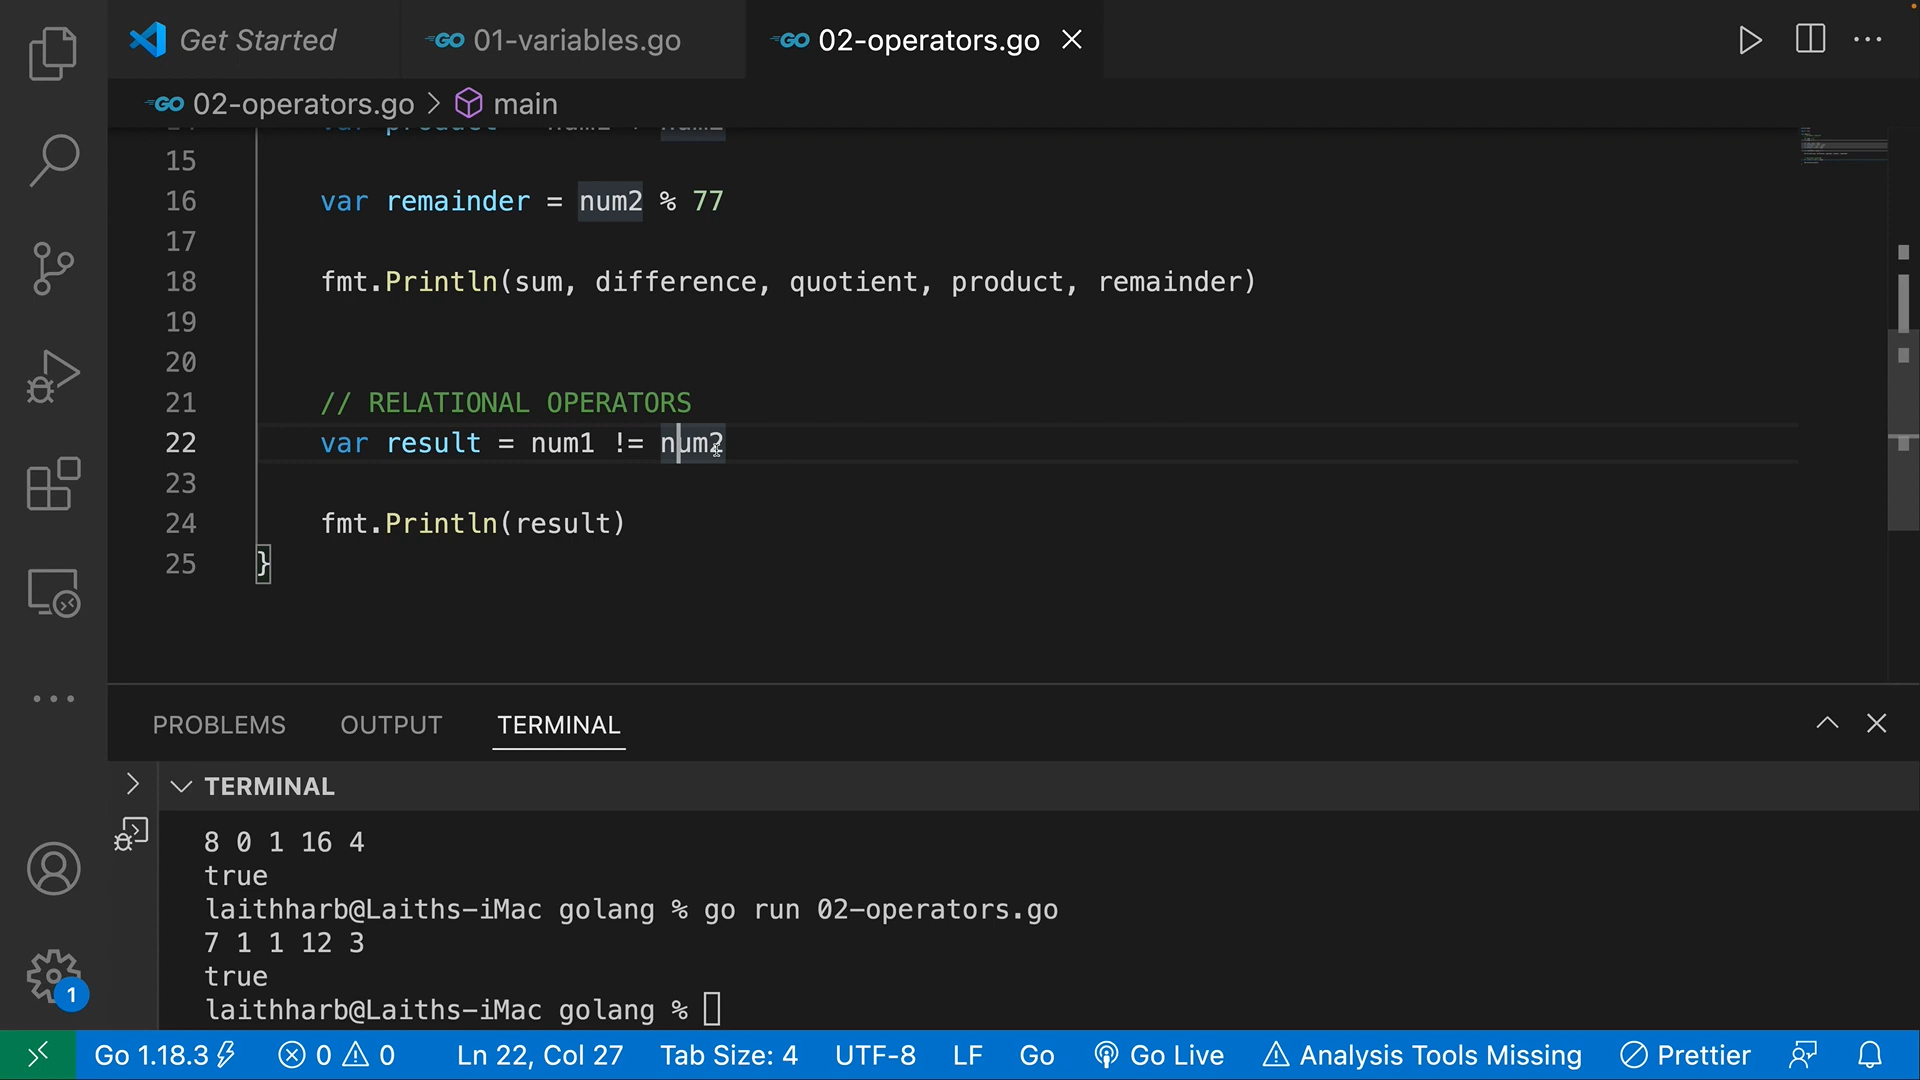 Get Started
GO 01-variables.go
GO 02-operators.go
GO 02-operators.go > main
15
16 var remainder = num2 % 77
17
18 fmt.Println(sum, difference, quotient, product, remainder)
19
20
21 // RELATIONAL OPERATORS
22 var result = num1 != num2
23
24 fmt.Println(result)
25 }
PROBLEMS OUTPUT TERMINAL
TERMINAL
8 0 1 16 4
true
laithharb@Laiths-iMac golang % go run 02-operators.go
7 1 1 12 3
true
laithharb@Laiths-iMac golang %
1
Go 1.18.3 0 0 Ln 22, Col 27 Tab Size: 4 UTF-8 LF Go Go Live Analysis Tools Missing Prettier